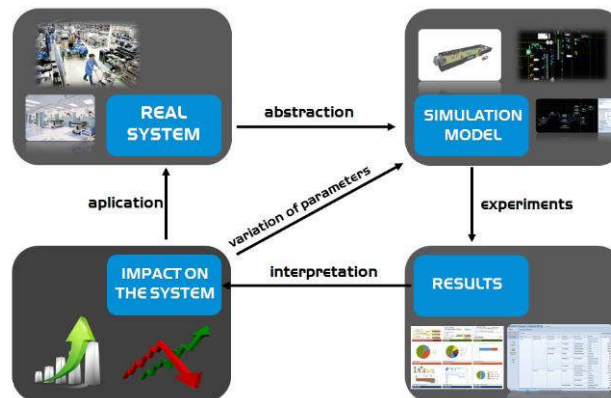 REAL
SYSTEM
abstraction
SIMULATION
MODEL
aplication
variation of parameters
experiments
IMPACT ON
THE SYSTEM
interpretation
RESULTS